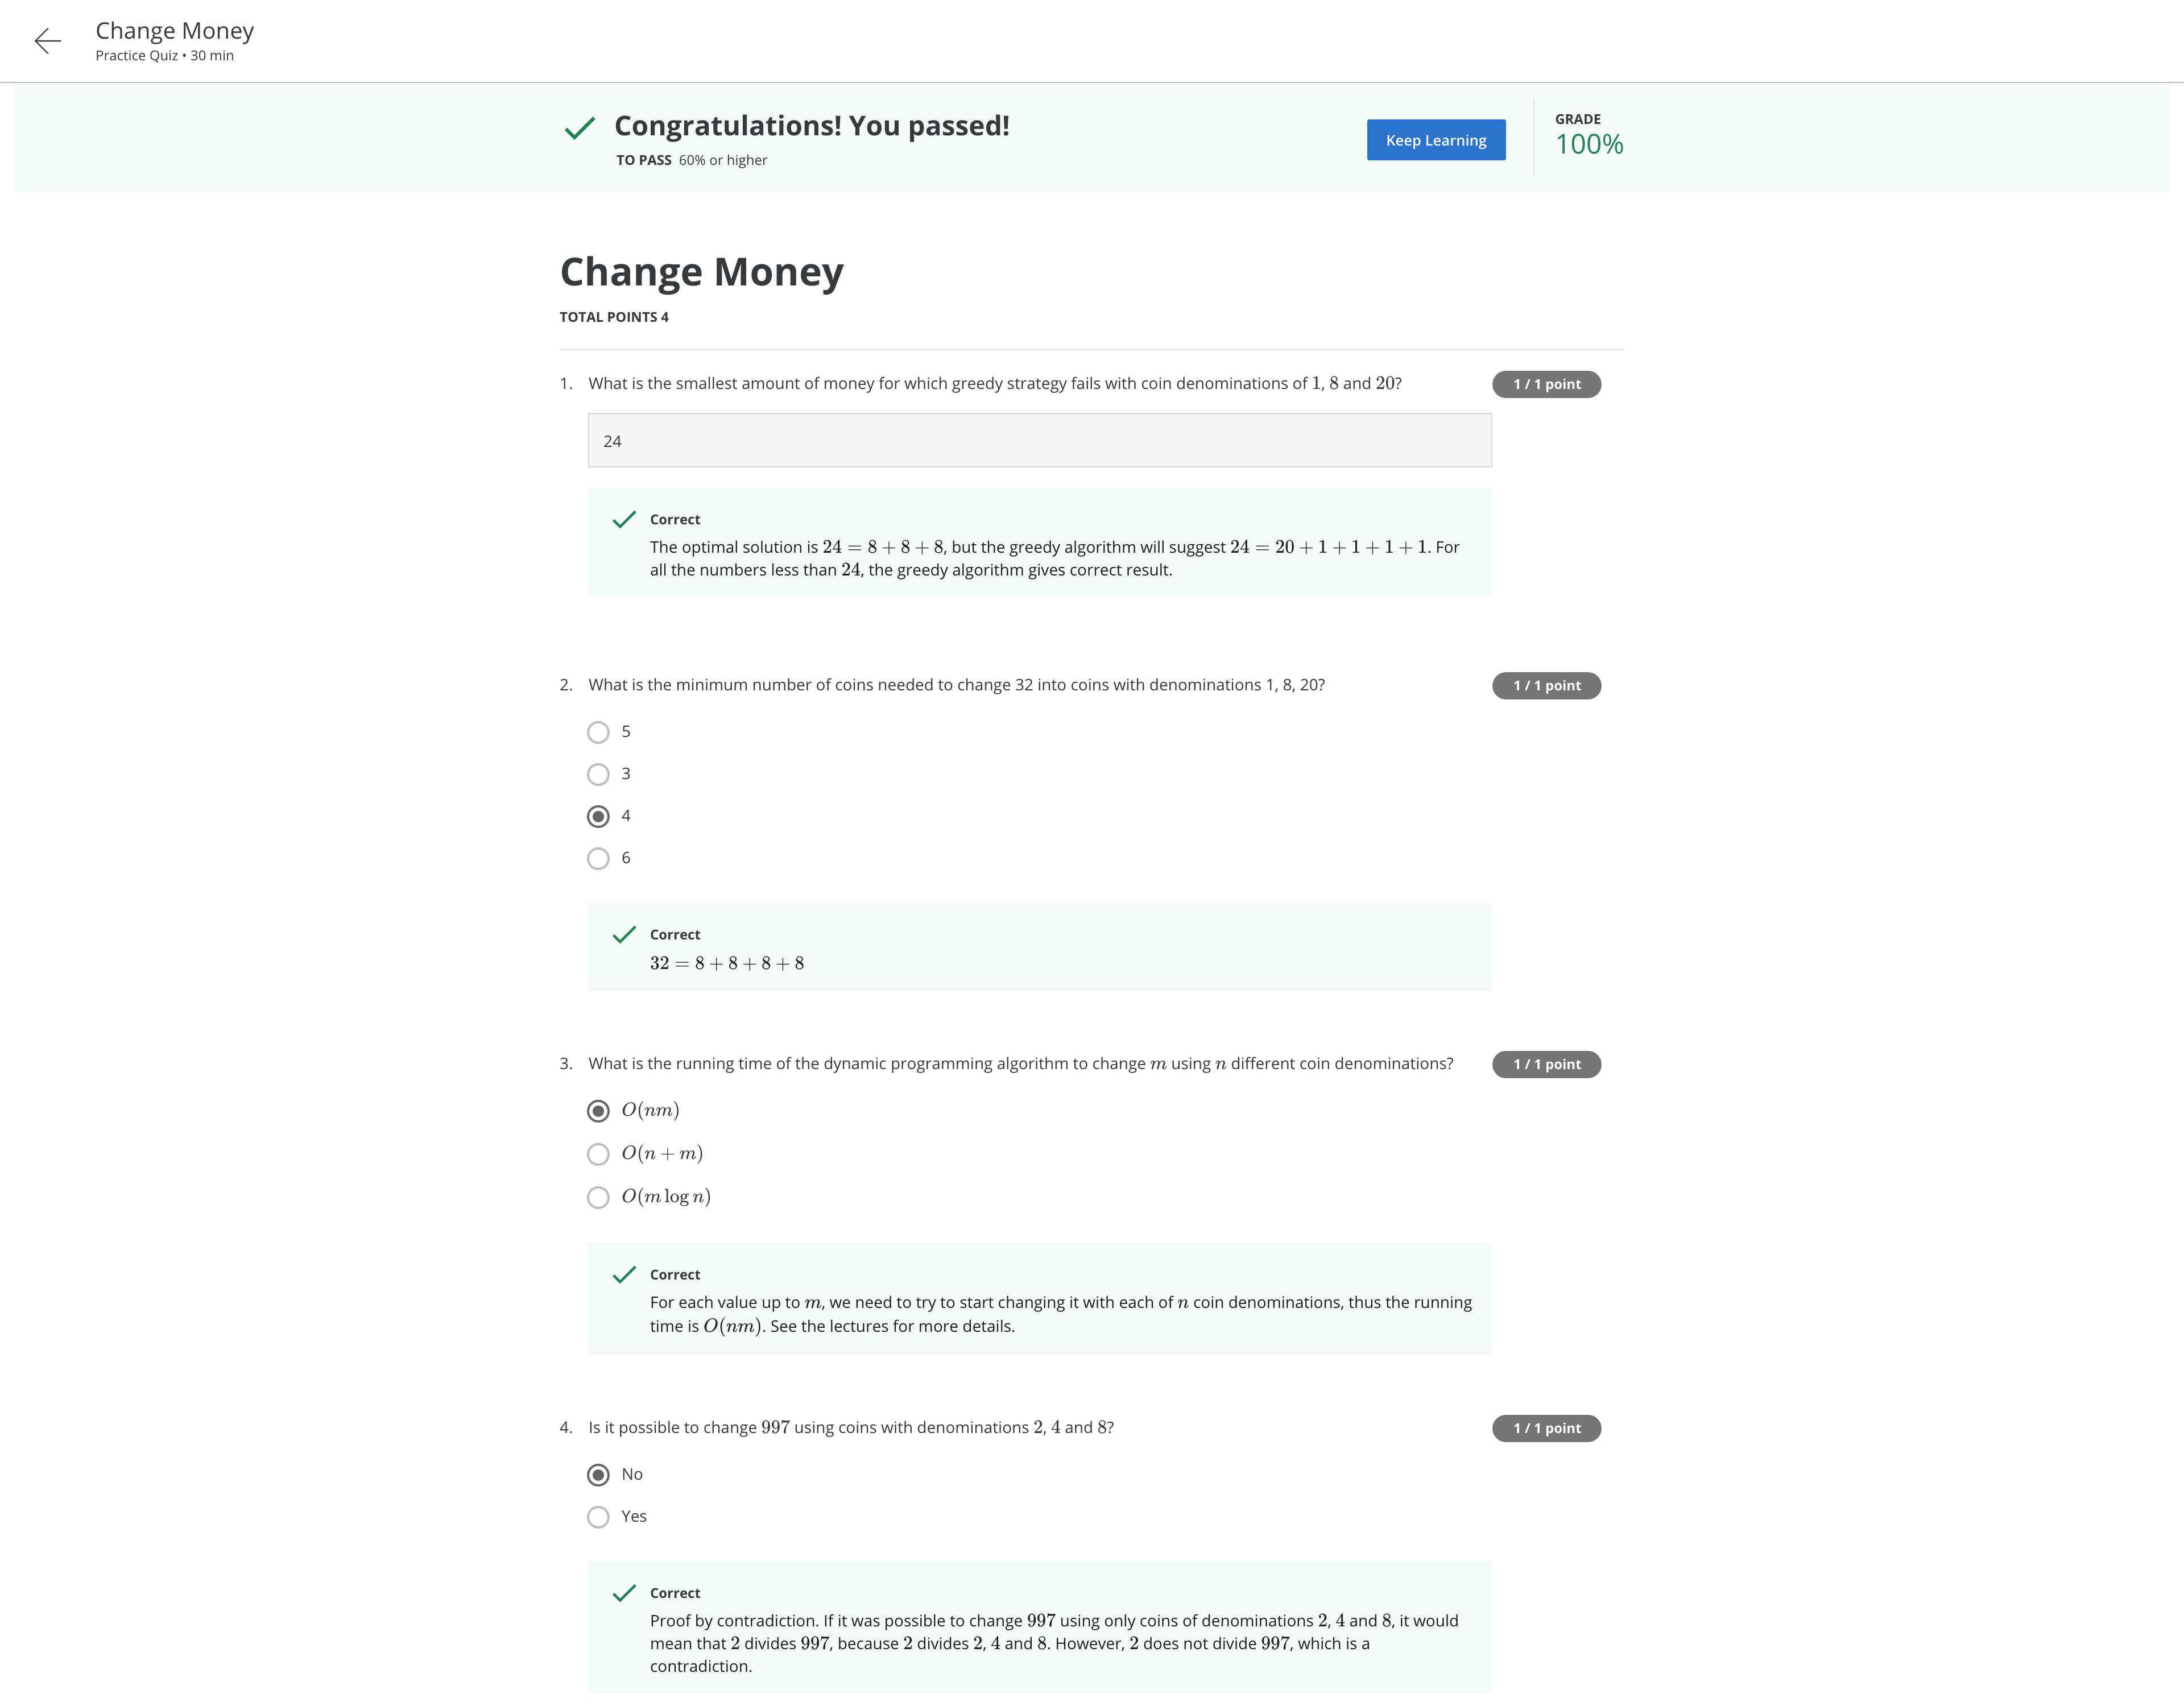 Change Money
Practice Quiz • 30 min
Congratulations! You passed!
TO PASS 60% or higher
Keep Learning
GRADE
100%
Change Money
TOTAL POINTS 4
1. What is the smallest amount of money for which greedy strategy fails with coin denominations of 1, 8 and 20?
1 / 1 point
24
Correct
The optimal solution is 24 = 8 + 8 + 8, but the greedy algorithm will suggest 24 = 20 + 1 + 1 + 1 + 1. For
all the numbers less than 24, the greedy algorithm gives correct result.
2. What is the minimum number of coins needed to change 32 into coins with denominations 1, 8, 20?
1 / 1 point
5
3
4
6
Correct
32 = 8 + 8 + 8 + 8
3. What is the running time of the dynamic programming algorithm to change m using n different coin denominations?
1 / 1 point
O(nm)
O(n + m)
O(m log n)
Correct
For each value up to m, we need to try to start changing it with each of n coin denominations, thus the running
time is O(nm). See the lectures for more details.
4. Is it possible to change 997 using coins with denominations 2, 4 and 8?
1 / 1 point
No
Yes
Correct
Proof by contradiction. If it was possible to change 997 using only coins of denominations 2, 4 and 8, it would
mean that 2 divides 997, because 2 divides 2, 4 and 8. However, 2 does not divide 997, which is a
contradiction.